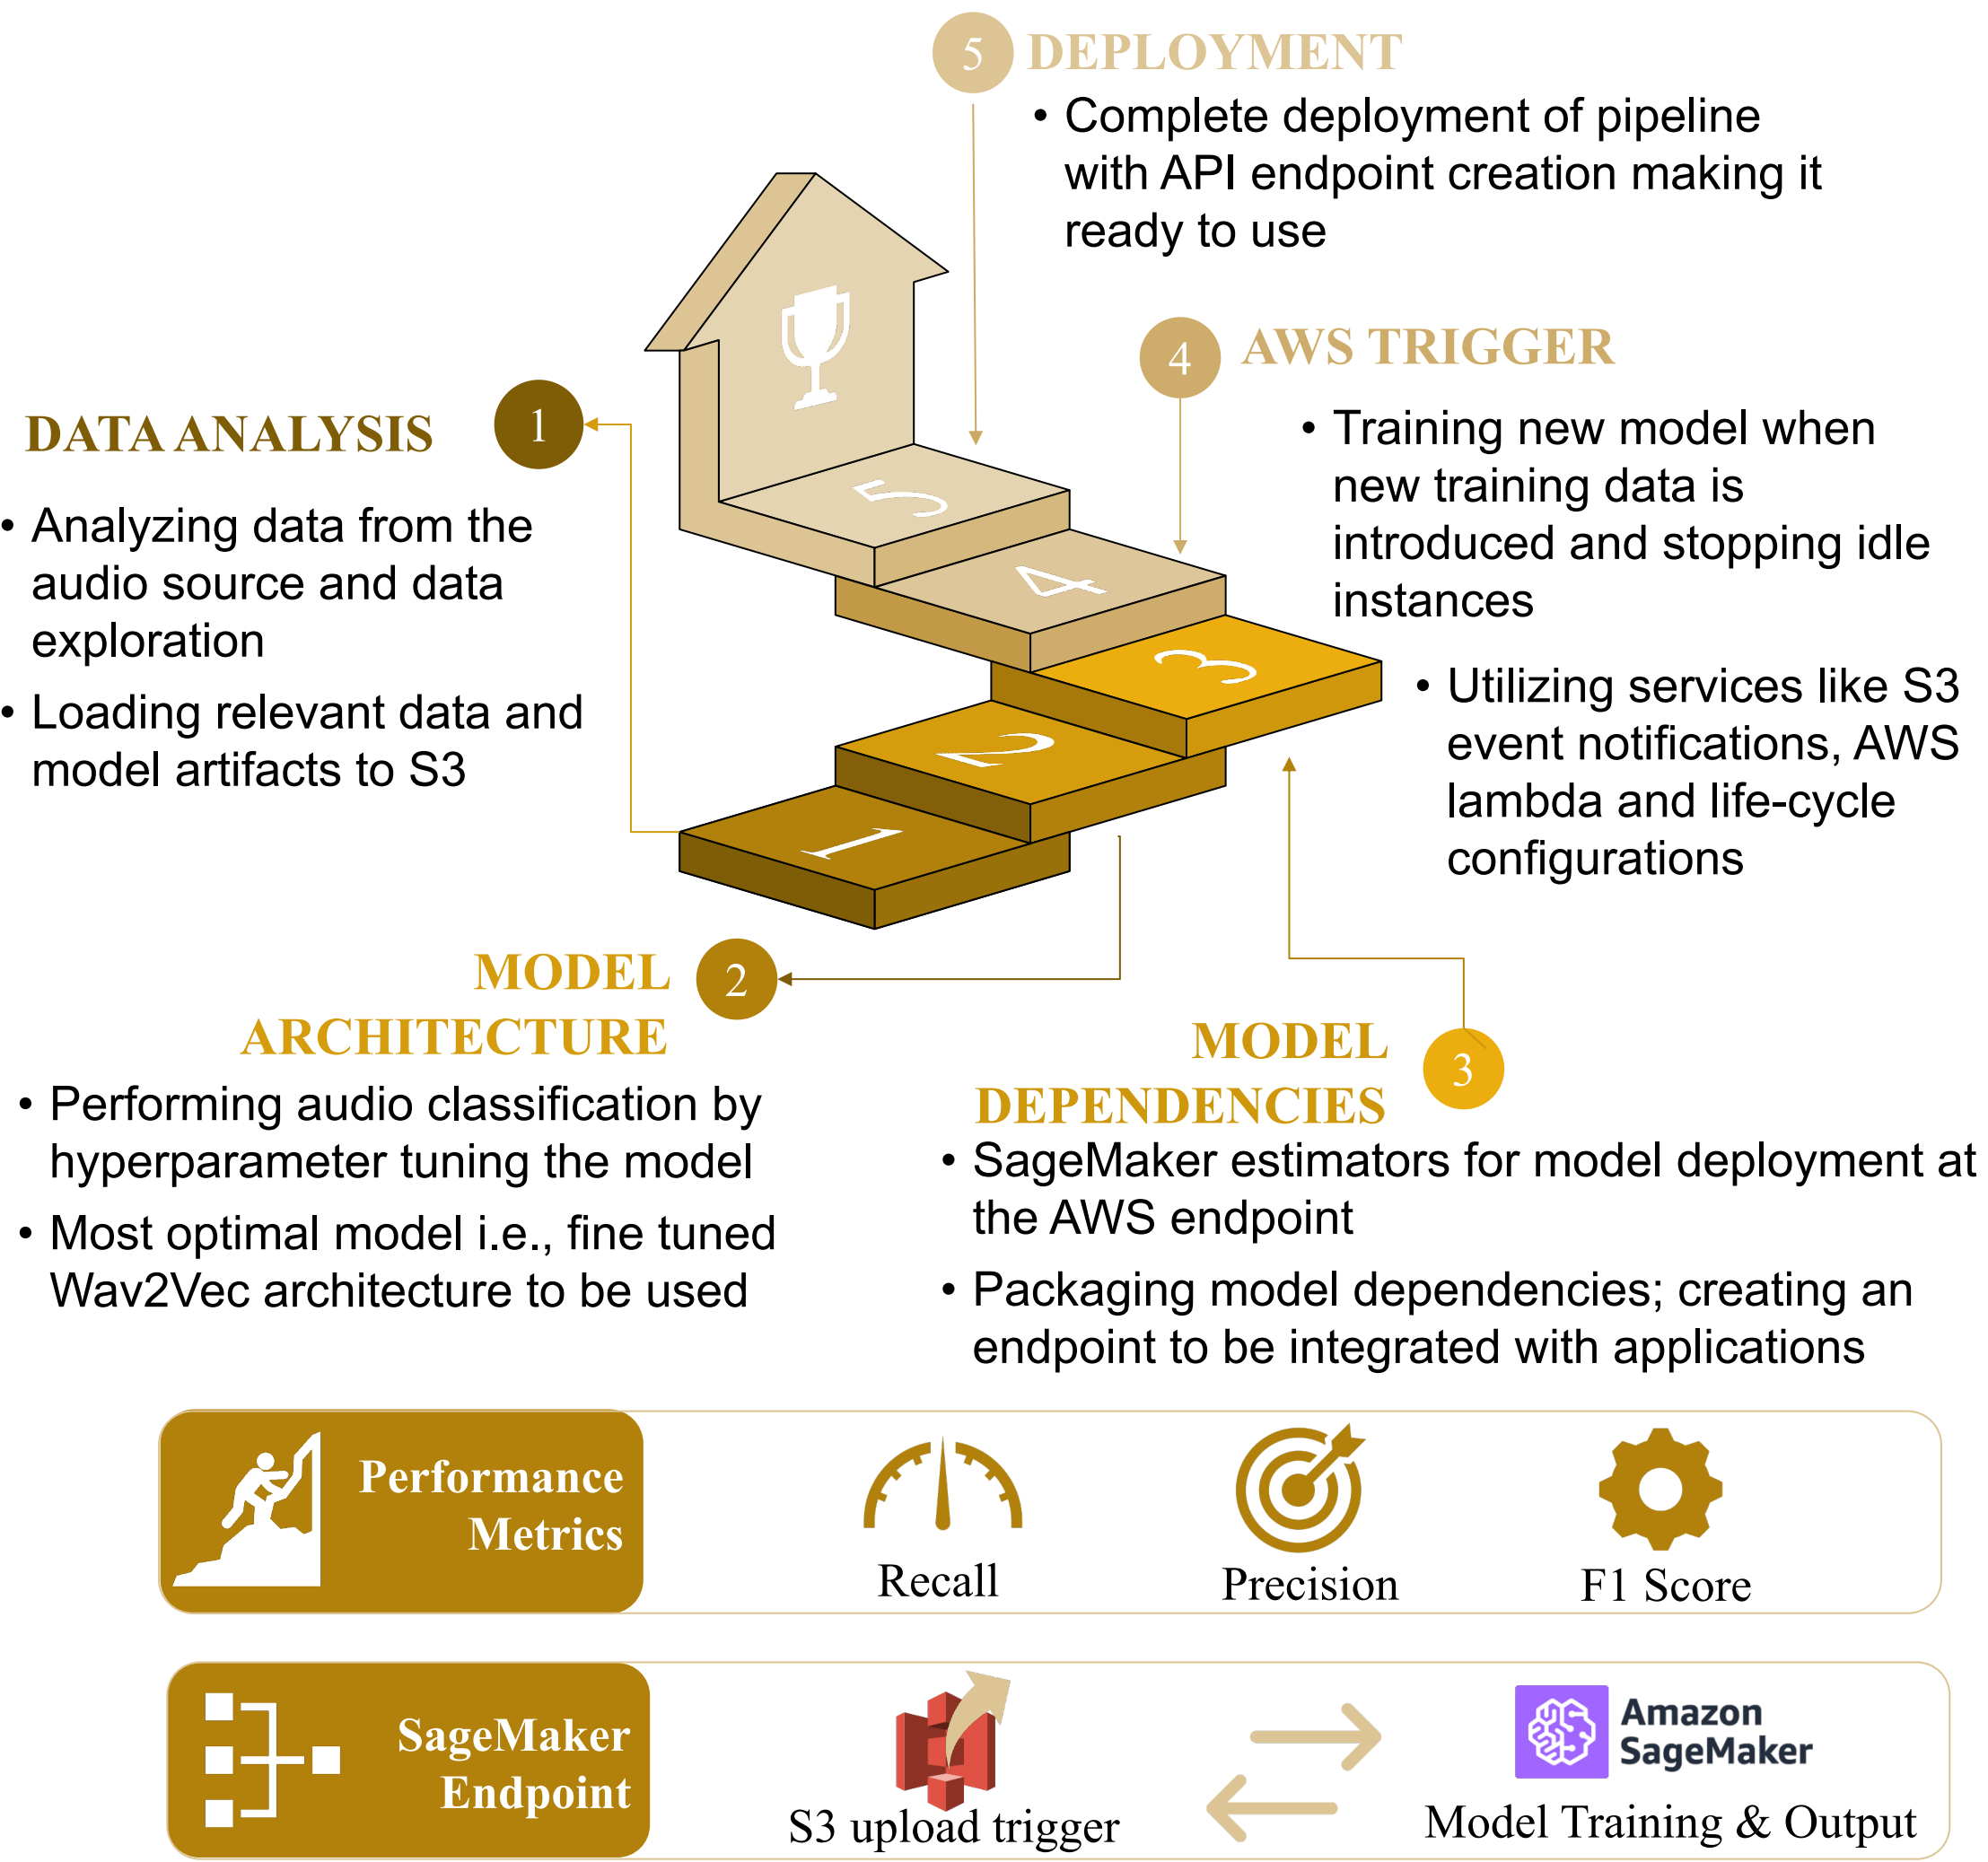 5 DEPLOYMENT
• Complete deployment of pipeline
with API endpoint creation making it
ready to use
4 AWS TRIGGER
• Training new model when
new training data is
introduced and stopping idle
instances
• Utilizing services like S3
event notifications, AWS
lambda and life-cycle
configurations
DATA ANALYSIS 1
• Analyzing data from the
audio source and data
exploration
• Loading relevant data and
model artifacts to S3
5
4
3
2
1
MODEL 2
ARCHITECTURE
• Performing audio classification by
hyperparameter tuning the model
• Most optimal model i.e., fine tuned
Wav2Vec architecture to be used
MODEL 3
DEPENDENCIES
• SageMaker estimators for model deployment at
the AWS endpoint
• Packaging model dependencies; creating an
endpoint to be integrated with applications
Performance
Metrics
Recall
Precision
F1 Score
SageMaker
Endpoint
S3 upload trigger
Amazon
SageMaker
Model Training & Output